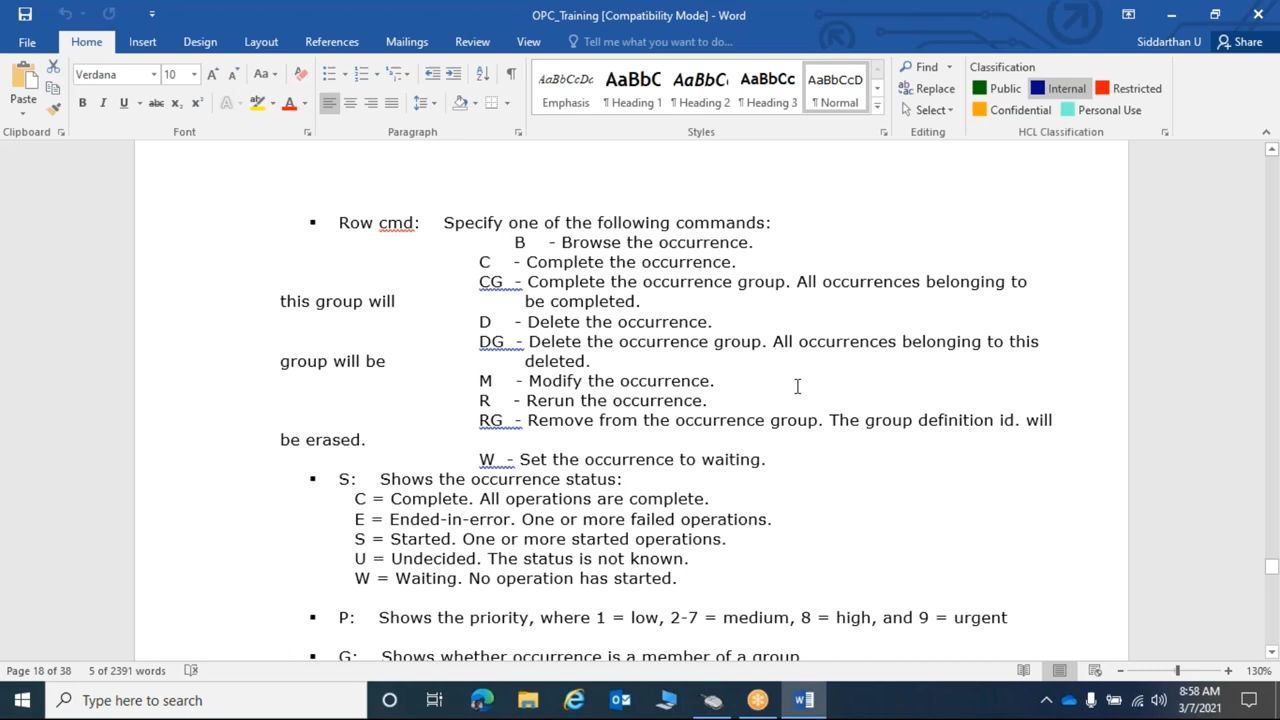 OPC_Training [Compatibility Mode] - Word
File Home Insert Design Layout References Mailings Review View Tell me what you want to do... Siddarthan U Share
Verdana 10 Aa AaBbCcDc AaBbC AaBbC AaBbCc AaBbCcD Find Classification
Paste B I U abc x₂ x² A A Emphasis ¶ Heading 1 ¶ Heading 2 ¶ Heading 3 ¶ Normal Replace Select Public Internal Restricted Confidential Personal Use
Clipboard Font Paragraph Styles Editing HCL Classification
▪ Row cmd: Specify one of the following commands:
B - Browse the occurrence.
C - Complete the occurrence.
CG - Complete the occurrence group. All occurrences belonging to
this group will be completed.
D - Delete the occurrence.
DG - Delete the occurrence group. All occurrences belonging to this
group will be deleted.
M - Modify the occurrence.
R - Rerun the occurrence.
RG - Remove from the occurrence group. The group definition id. will
be erased.
W - Set the occurrence to waiting.
▪ S: Shows the occurrence status:
C = Complete. All operations are complete.
E = Ended-in-error. One or more failed operations.
S = Started. One or more started operations.
U = Undecided. The status is not known.
W = Waiting. No operation has started.
▪ P: Shows the priority, where 1 = low, 2-7 = medium, 8 = high, and 9 = urgent
▪ G: Shows whether occurrence is a member of a group
Page 18 of 38 5 of 2391 words 130%
Type here to search 8:58 AM
3/7/2021